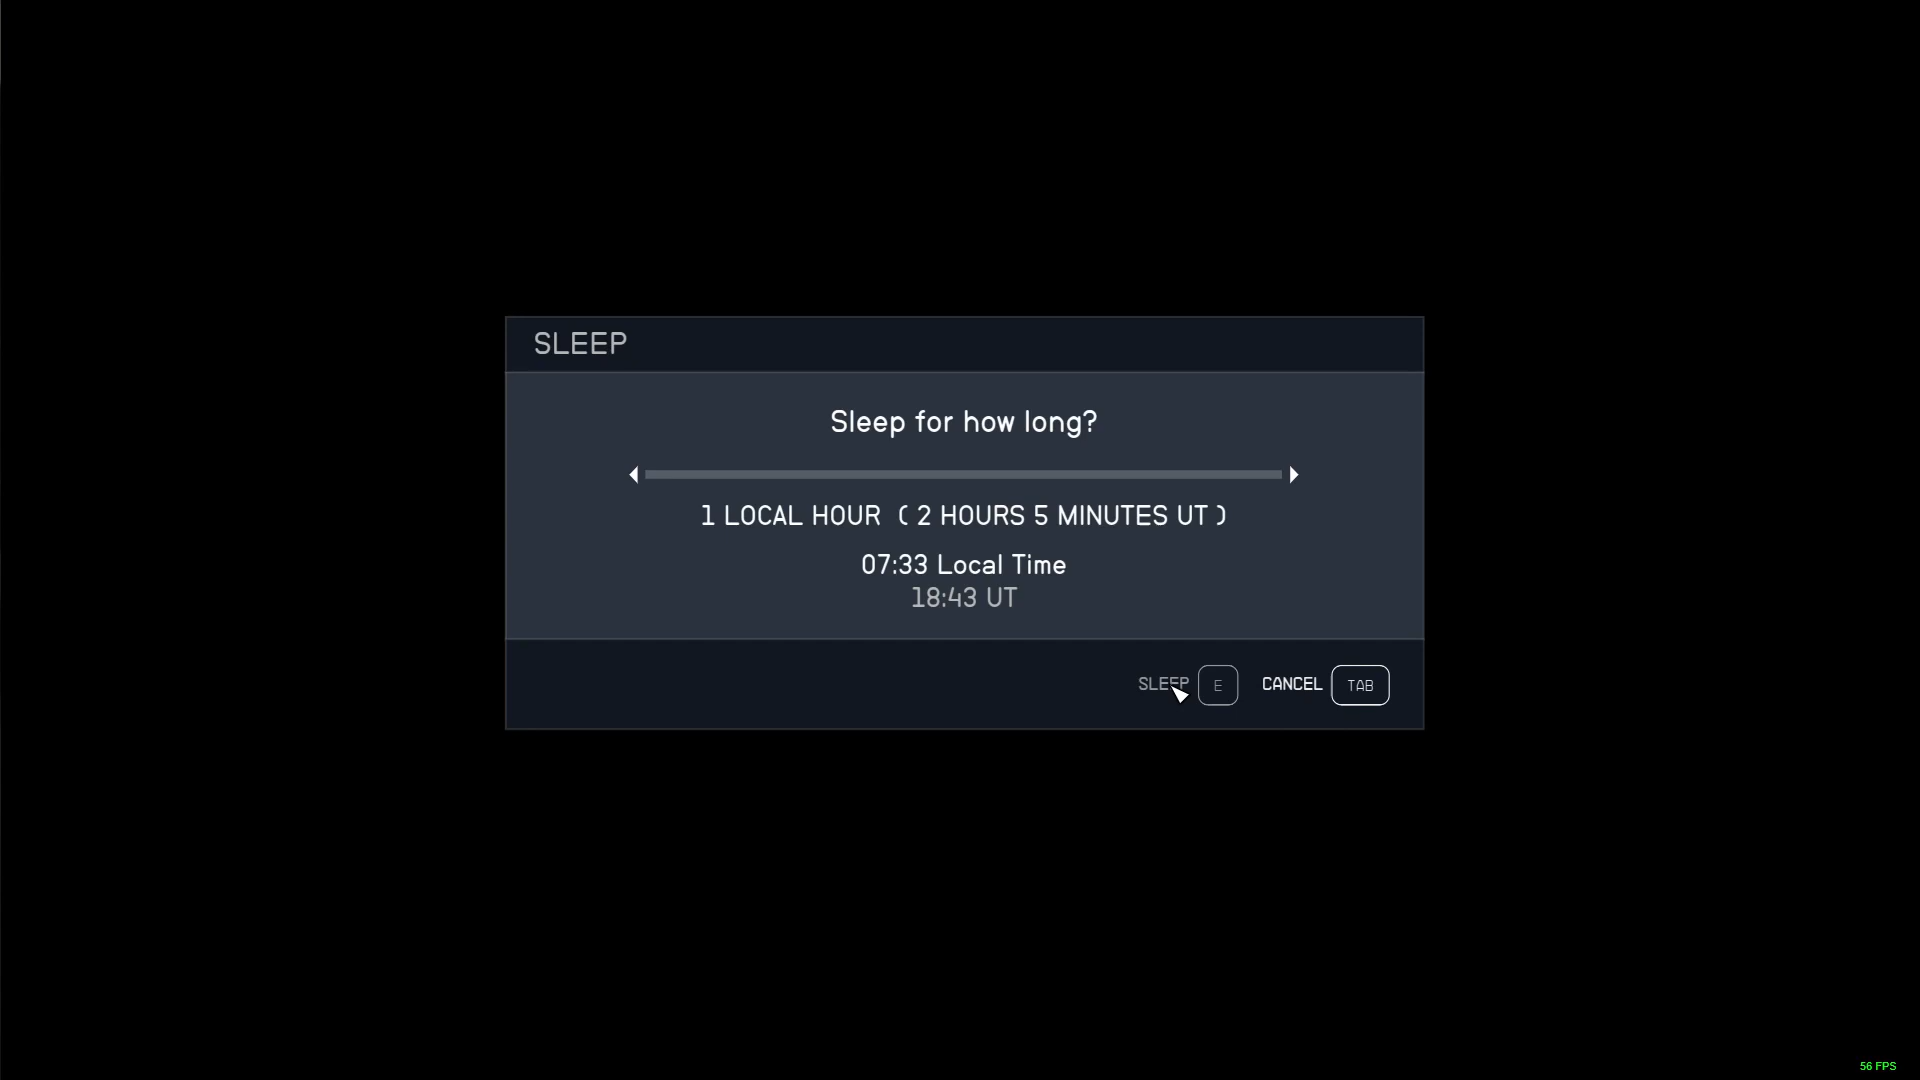 SLEEP
Sleep for how long?
1 LOCAL HOUR ( 2 HOURS 5 MINUTES UT )
07:33 Local Time
18:43 UT
SLEEP E CANCEL TAB
56 FPS